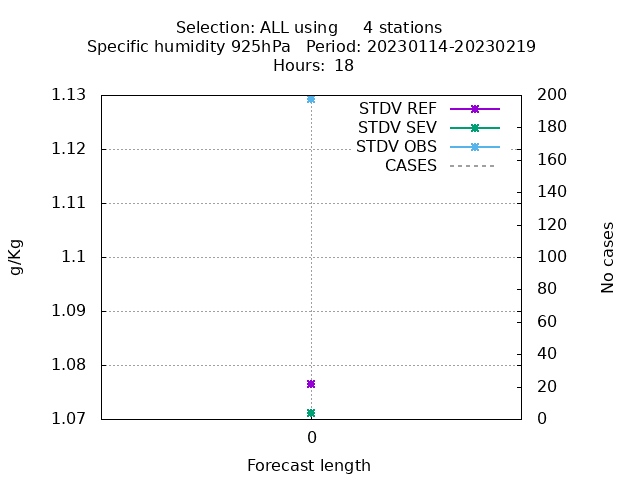 Selection: ALL using     4 stations
Specific humidity 925hPa   Period: 20230114-20230219
Hours:  18
STDV REF
STDV SEV
STDV OBS
CASES
1.13
1.12
1.11
1.1
1.09
1.08
1.07
g/Kg
200
180
160
140
120
100
80
60
40
20
0
No cases
0
Forecast length